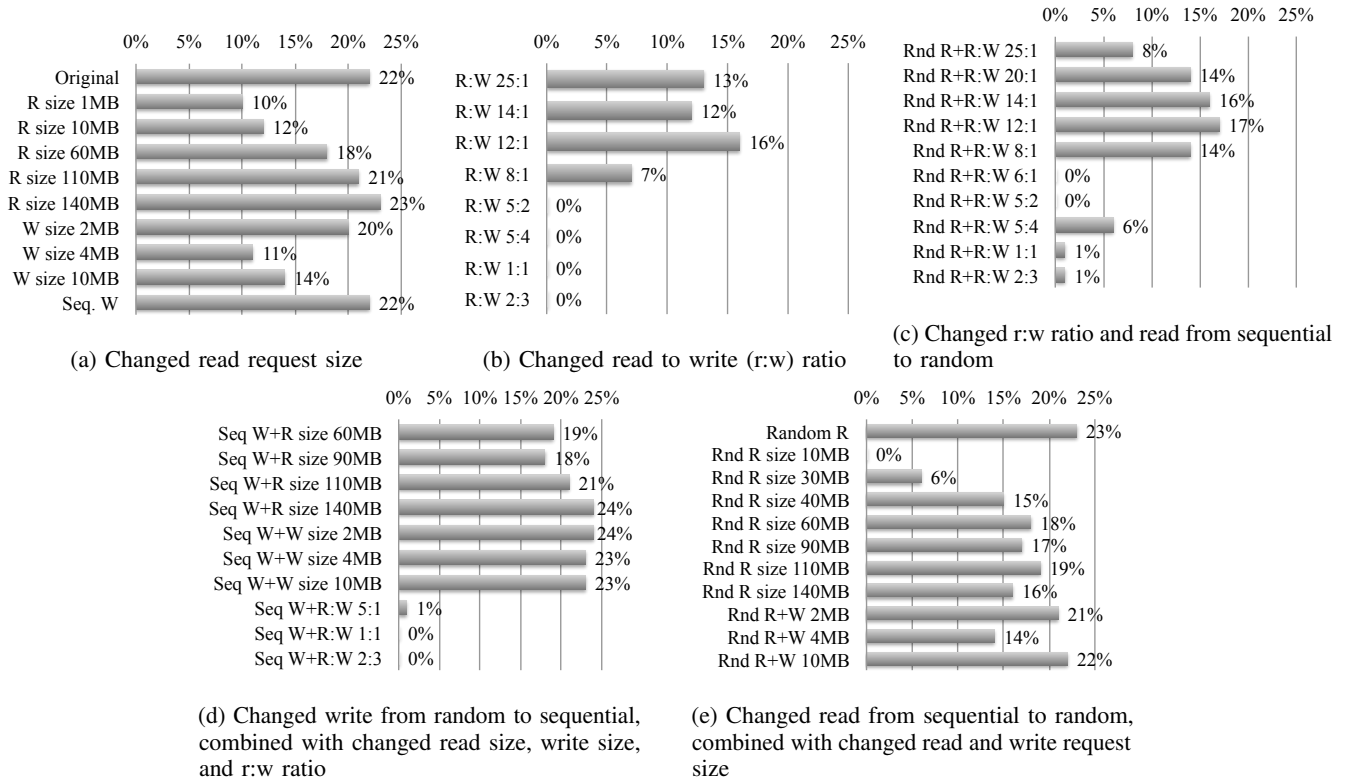 0% 5% 10% 15% 20% 25%
Original 22%
R size 1MB 10%
R size 10MB 12%
R size 60MB 18%
R size 110MB 21%
R size 140MB 23%
W size 2MB 20%
W size 4MB 11%
W size 10MB 14%
Seq. W 22%
(a) Changed read request size
0% 5% 10% 15% 20% 25%
R:W 25:1 13%
R:W 14:1 12%
R:W 12:1 16%
R:W 8:1 7%
R:W 5:2 0%
R:W 5:4 0%
R:W 1:1 0%
R:W 2:3 0%
(b) Changed read to write (r:w) ratio
0% 5% 10% 15% 20% 25%
Rnd R+R:W 25:1 8%
Rnd R+R:W 20:1 14%
Rnd R+R:W 14:1 16%
Rnd R+R:W 12:1 17%
Rnd R+R:W 8:1 14%
Rnd R+R:W 6:1 0%
Rnd R+R:W 5:2 0%
Rnd R+R:W 5:4 6%
Rnd R+R:W 1:1 1%
Rnd R+R:W 2:3 1%
(c) Changed r:w ratio and read from sequential
to random
0% 5% 10% 15% 20% 25%
Seq W+R size 60MB 19%
Seq W+R size 90MB 18%
Seq W+R size 110MB 21%
Seq W+R size 140MB 24%
Seq W+W size 2MB 24%
Seq W+W size 4MB 23%
Seq W+W size 10MB 23%
Seq W+R:W 5:1 1%
Seq W+R:W 1:1 0%
Seq W+R:W 2:3 0%
(d) Changed write from random to sequential,
combined with changed read size, write size,
and r:w ratio
0% 5% 10% 15% 20% 25%
Random R 23%
Rnd R size 10MB 0%
Rnd R size 30MB 6%
Rnd R size 40MB 15%
Rnd R size 60MB 18%
Rnd R size 90MB 17%
Rnd R size 110MB 19%
Rnd R size 140MB 16%
Rnd R+W 2MB 21%
Rnd R+W 4MB 14%
Rnd R+W 10MB 22%
(e) Changed read from sequential to random,
combined with changed read and write request
size